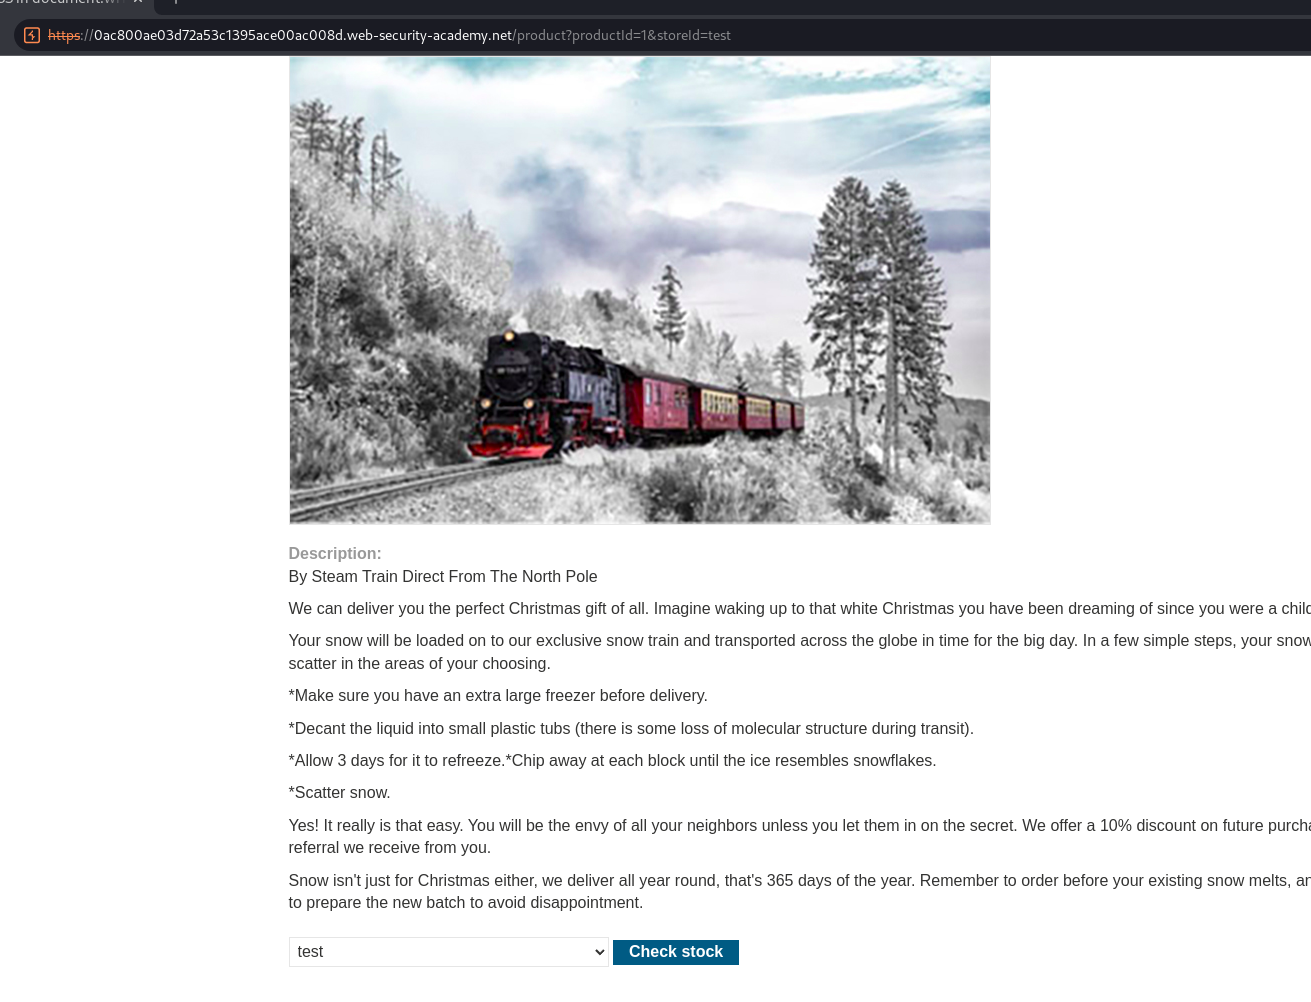 in document.
https://0ac800ae03d72a53c1395ace00ac008d.web-security-academy.net/product?productId=1&storeId=test
Description:
By Steam Train Direct From The North Pole
We can deliver you the perfect Christmas gift of all. Imagine waking up to that white Christmas you have been dreaming of since you were a child
Your snow will be loaded on to our exclusive snow train and transported across the globe in time for the big day. In a few simple steps, your snow
scatter in the areas of your choosing.
*Make sure you have an extra large freezer before delivery.
*Decant the liquid into small plastic tubs (there is some loss of molecular structure during transit).
*Allow 3 days for it to refreeze.*Chip away at each block until the ice resembles snowflakes.
*Scatter snow.
Yes! It really is that easy. You will be the envy of all your neighbors unless you let them in on the secret. We offer a 10% discount on future purcha
referral we receive from you.
Snow isn't just for Christmas either, we deliver all year round, that's 365 days of the year. Remember to order before your existing snow melts, an
to prepare the new batch to avoid disappointment.
test Check stock